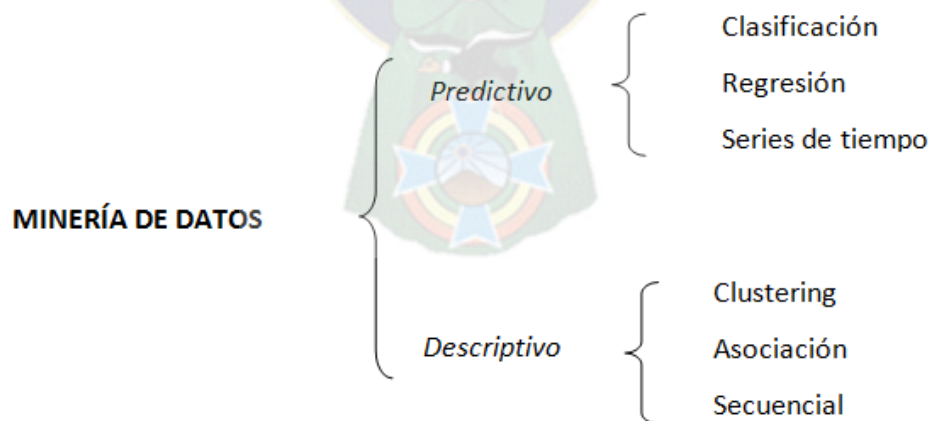 MINERÍA DE DATOS
Predictivo
Clasificación
Regresión
Series de tiempo
Descriptivo
Clustering
Asociación
Secuencial